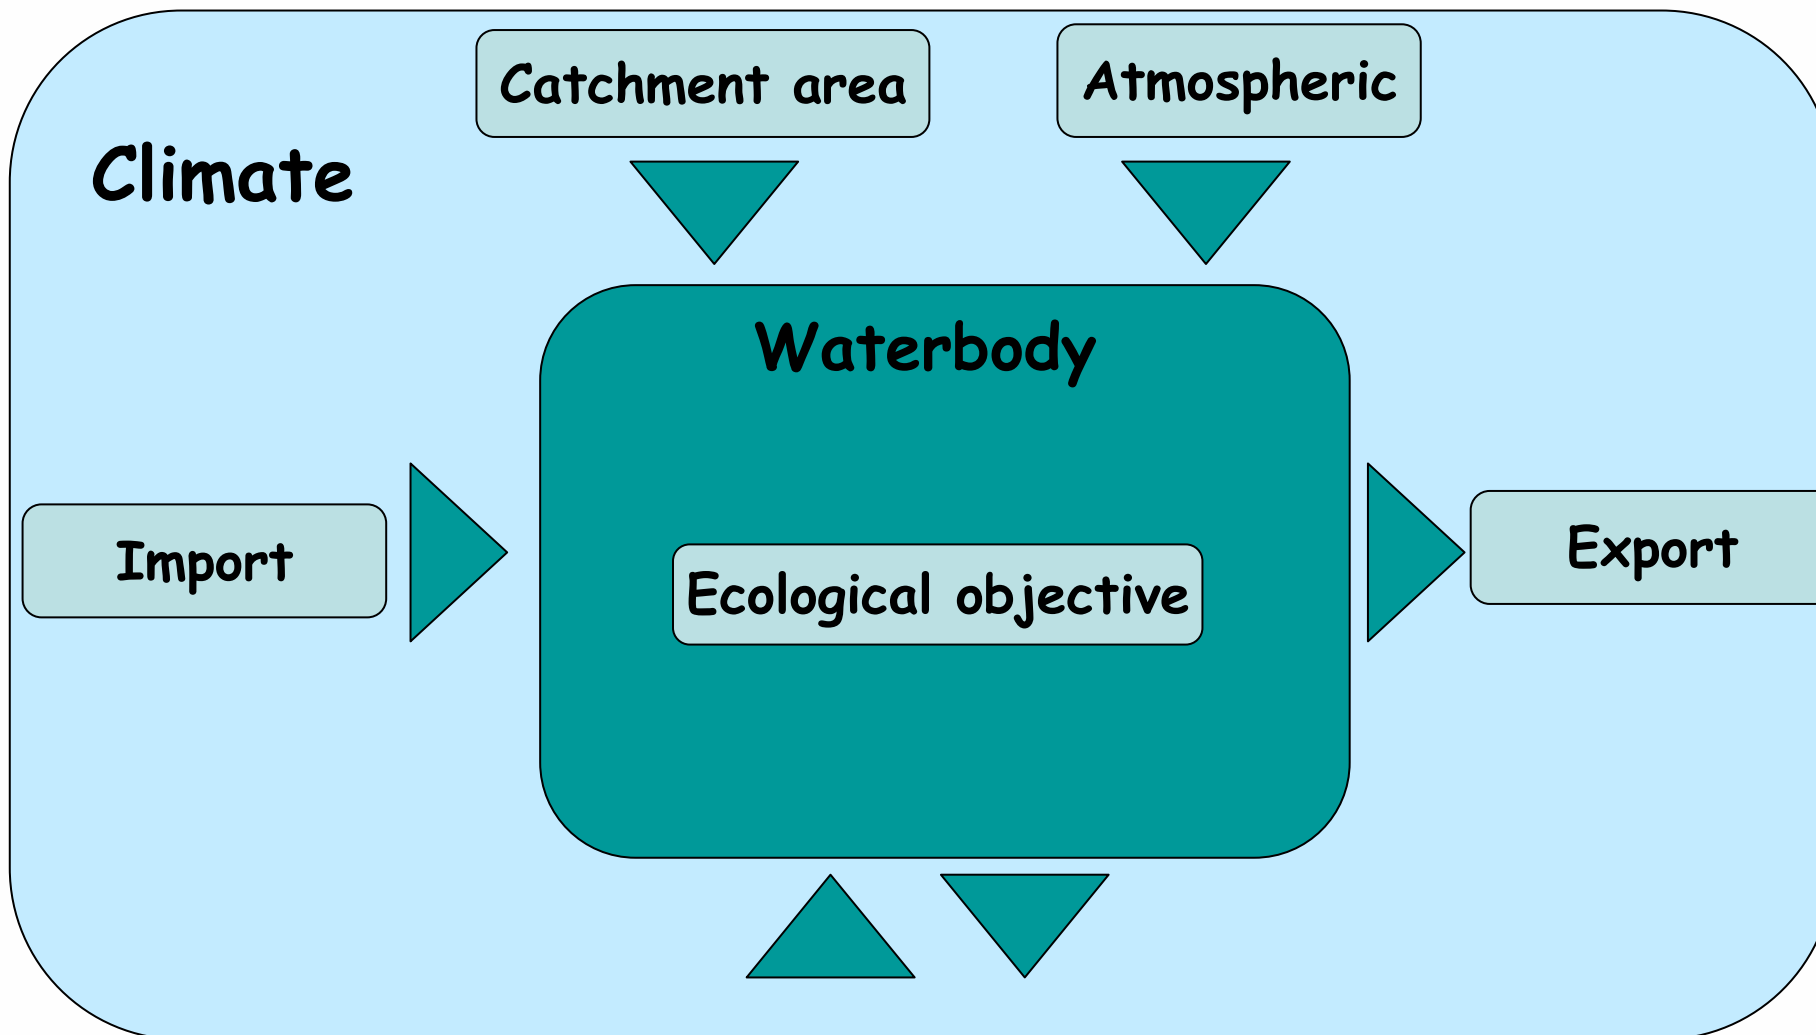 Catchment area
Atmospheric
Climate
Waterbody
Import
Export
Ecological objective